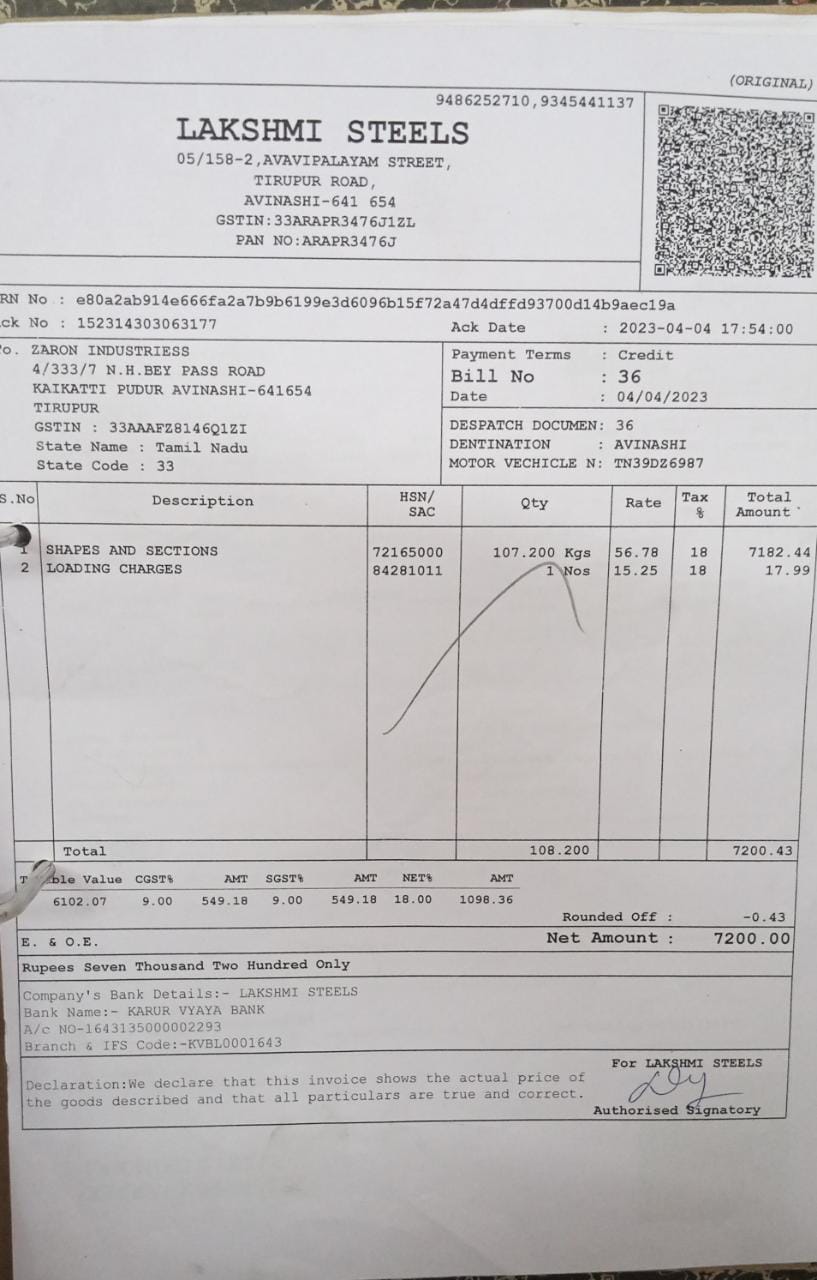 (ORIGINAL)
9486252710,9345441137
LAKSHMI STEELS
05/158-2,AVAVIPALAYAM STREET,
TIRUPUR ROAD,
AVINASHI-641 654
GSTIN:33ARAPR3476J1ZL
PAN NO:ARAPR3476J
RN No : e80a2ab914e666fa2a7b9b6199e3d6096b15f72a47d4dffd93700d14b9aec19a
ck No : 152314303063177 Ack Date : 2023-04-04 17:54:00
o. ZARON INDUSTRIESS
4/333/7 N.H.BEY PASS ROAD
KAIKATTI PUDUR AVINASHI-641654
TIRUPUR
GSTIN : 33AAAFZ8146Q1ZI
State Name : Tamil Nadu
State Code : 33
Payment Terms : Credit
Bill No : 36
Date : 04/04/2023
DESPATCH DOCUMEN: 36
DENTINATION : AVINASHI
MOTOR VECHICLE N: TN39DZ6987
S.No Description HSN/ SAC Qty Rate Tax % Total Amount
1 SHAPES AND SECTIONS 72165000 107.200 Kgs 56.78 18 7182.44
2 LOADING CHARGES 84281011 1 Nos 15.25 18 17.99
Total 108.200 7200.43
ble Value CGST% AMT SGST% AMT NET% AMT
6102.07 9.00 549.18 9.00 549.18 18.00 1098.36
Rounded Off : -0.43
E. & O.E. Net Amount : 7200.00
Rupees Seven Thousand Two Hundred Only
Company's Bank Details:- LAKSHMI STEELS
Bank Name:- KARUR VYAYA BANK
A/c NO-1643135000002293
Branch & IFS Code:-KVBL0001643
For LAKSHMI STEELS
Declaration:We declare that this invoice shows the actual price of
the goods described and that all particulars are true and correct.
Authorised Signatory